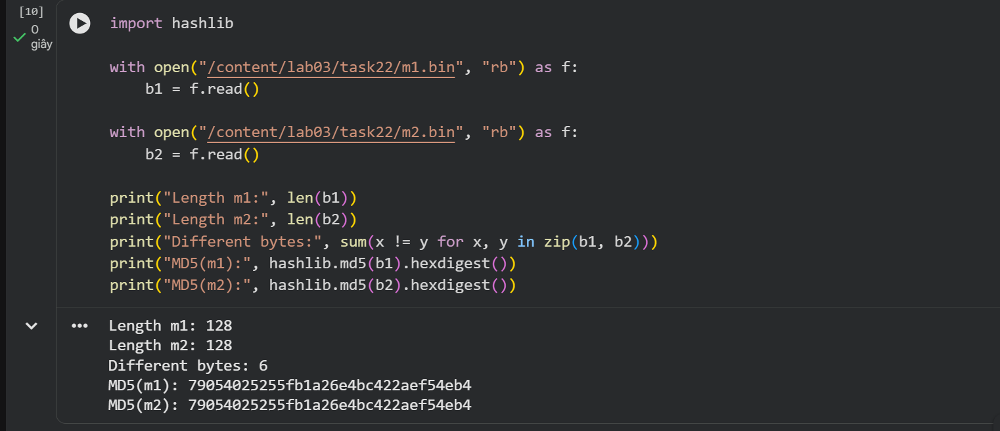 [10]
0
giây
import hashlib
with open("/content/lab03/task22/m1.bin", "rb") as f:
    b1 = f.read()
with open("/content/lab03/task22/m2.bin", "rb") as f:
    b2 = f.read()
print("Length m1:", len(b1))
print("Length m2:", len(b2))
print("Different bytes:", sum(x != y for x, y in zip(b1, b2)))
print("MD5(m1):", hashlib.md5(b1).hexdigest())
print("MD5(m2):", hashlib.md5(b2).hexdigest())
Length m1: 128
Length m2: 128
Different bytes: 6
MD5(m1): 79054025255fb1a26e4bc422aef54eb4
MD5(m2): 79054025255fb1a26e4bc422aef54eb4